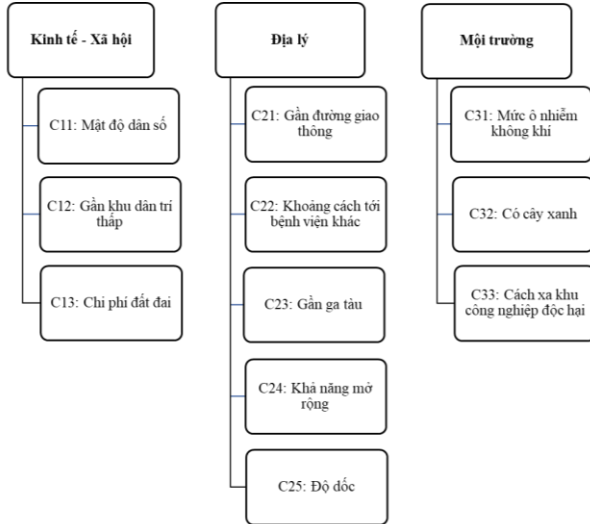 Kinh tế - Xã hội
C11: Mật độ dân số
C12: Gần khu dân trí
thấp
C13: Chi phí đất đai
Địa lý
C21: Gần đường giao
thông
C22: Khoảng cách tới
bệnh viện khác
C23: Gần ga tàu
C24: Khả năng mở
rộng
C25: Độ dốc
Môi trường
C31: Mức ô nhiễm
không khí
C32: Có cây xanh
C33: Cách xa khu
công nghiệp độc hại